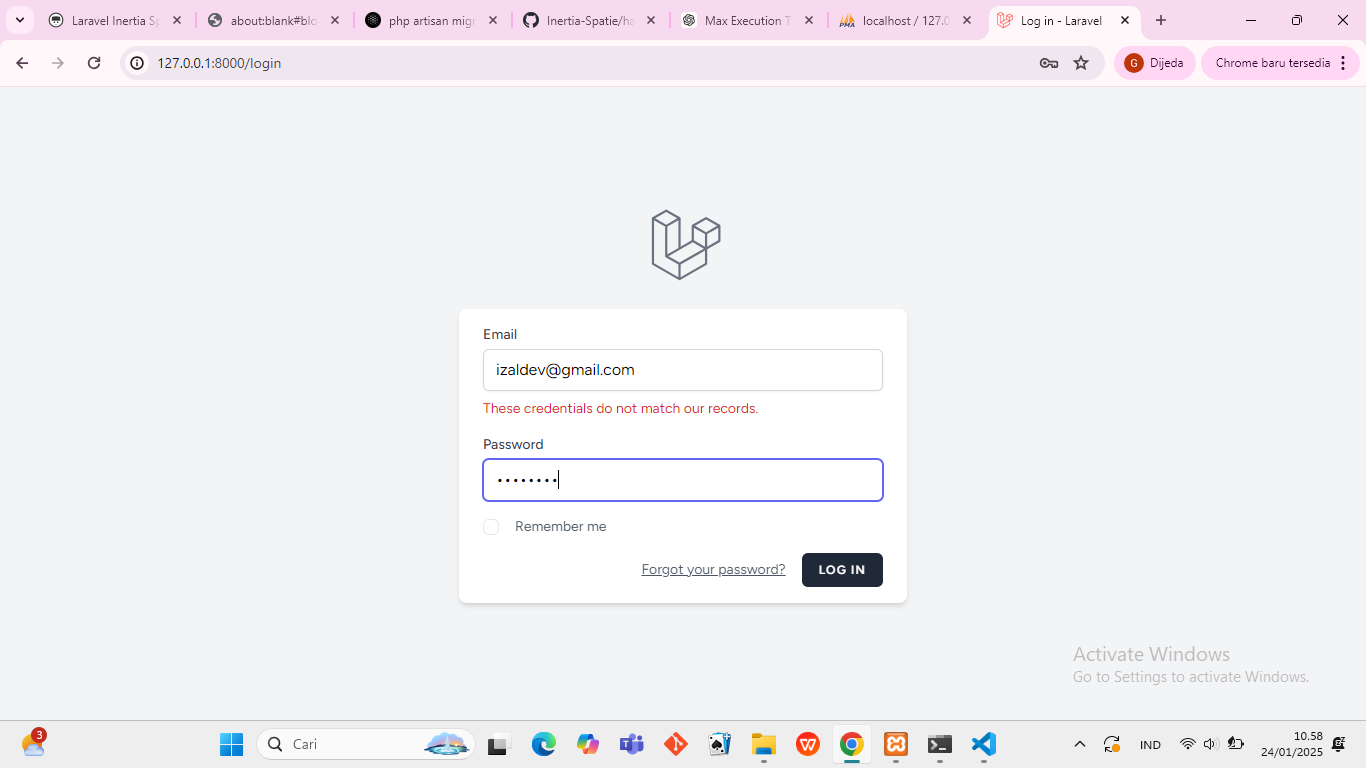 Laravel Inertia Sp
about:blank#blo
php artisan migr
Inertia-Spatie/ha
Max Execution T
PMA
localhost / 127.0
Log in - Laravel
127.0.0.1:8000/login
G
Dijeda
Chrome baru tersedia
Email
izaldev@gmail.com
These credentials do not match our records.
Password
••••••••
Remember me
Forgot your password?
LOG IN
Activate Windows
Go to Settings to activate Windows.
3
Cari
IND
10.58
24/01/2025